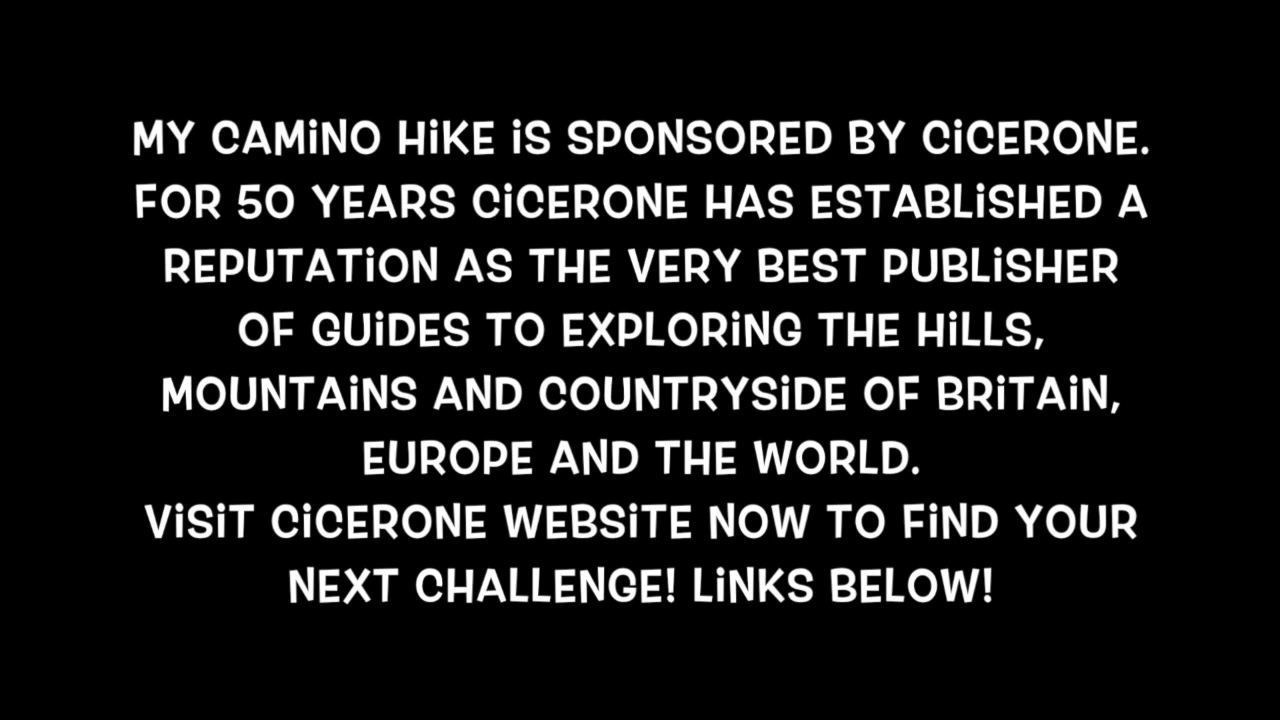 MY CAMiNO HiKE iS SPONSORED BY CiCERONE.
FOR 50 YEARS CiCERONE HAS ESTABLiSHED A
REPUTATiON AS THE VERY BEST PUBLiSHER
OF GUiDES TO EXPLORiNG THE HiLLS,
MOUNTAiNS AND COUNTRYSiDE OF BRiTAiN,
EUROPE AND THE WORLD.
ViSiT CiCERONE WEBSiTE NOW TO FiND YOUR
NEXT CHALLENGE! LiNKS BELOW!